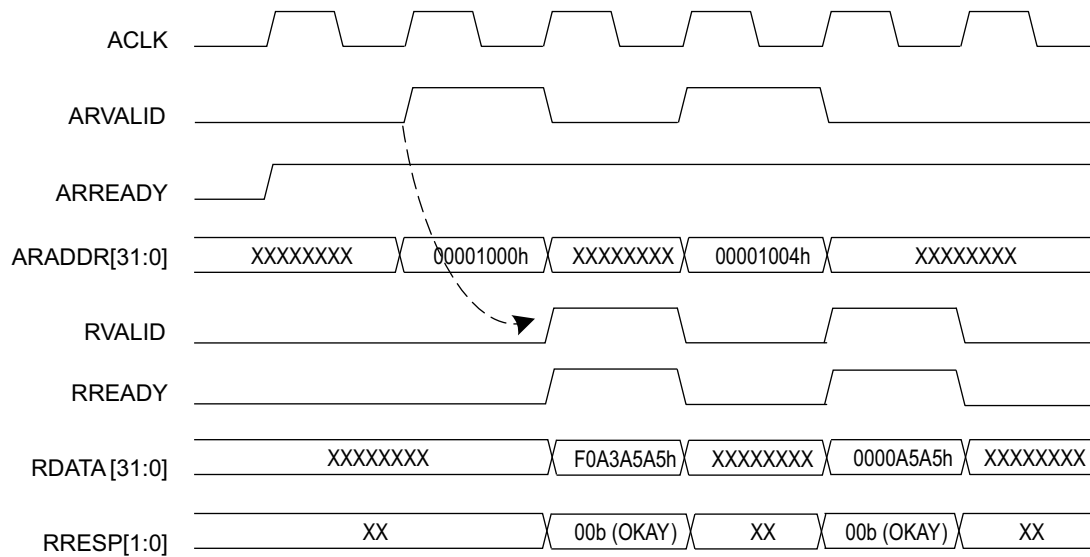 ACLK
ARVALID
ARREADY
ARADDR[31:0] XXXXXXXX 00001000h XXXXXXXX 00001004h XXXXXXXX
RVALID
RREADY
RDATA [31:0] XXXXXXXX F0A3A5A5h XXXXXXXX 0000A5A5h XXXXXXXX
RRESP[1:0] XX 00b (OKAY) XX 00b (OKAY) XX